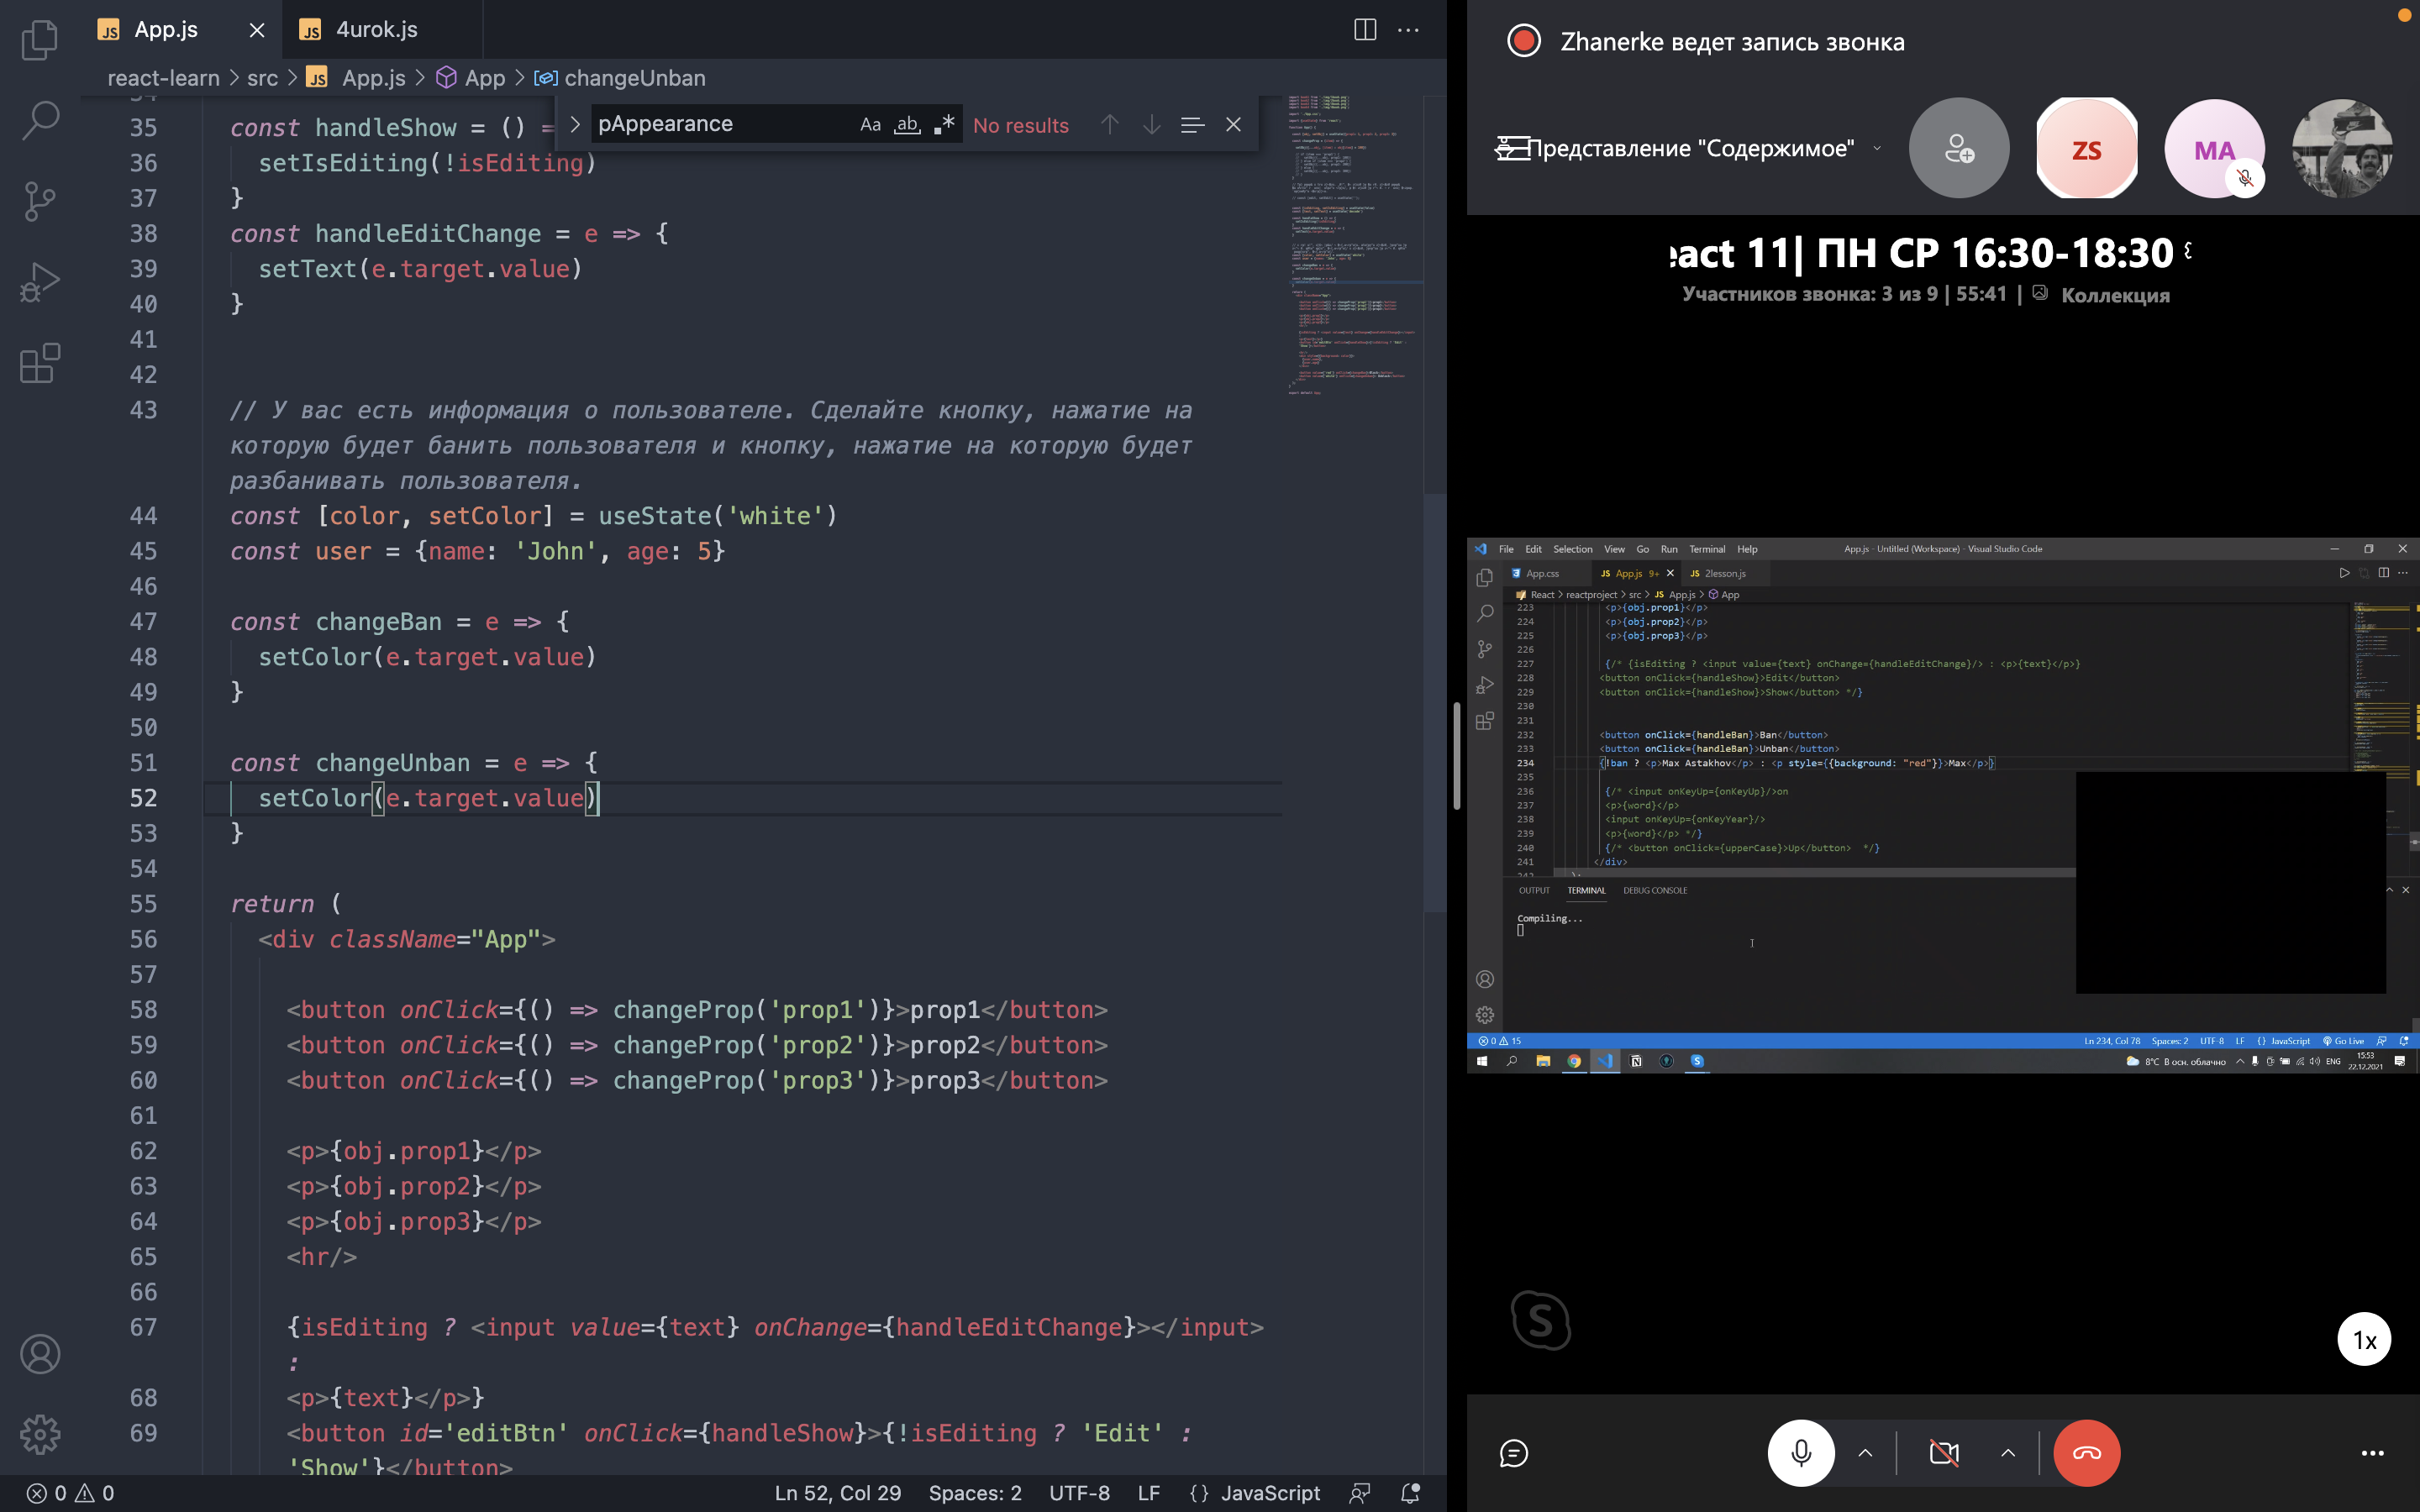 App.js
4urok.js
react-learn > src > App.js > App > changeUnban
pAppearance
Aa
ab
No results
34
35 const handleShow = () =
36 setIsEditing(!isEditing)
37 }
38 const handleEditChange = e => {
39 setText(e.target.value)
40 }
41
42
43 // У вас есть информация о пользователе. Сделайте кнопку, нажатие на
которую будет банить пользователя и кнопку, нажатие на которую будет
разбанивать пользователя.
44 const [color, setColor] = useState('white')
45 const user = {name: 'John', age: 5}
46
47 const changeBan = e => {
48 setColor(e.target.value)
49 }
50
51 const changeUnban = e => {
52 setColor(e.target.value)
53 }
54
55 return (
56 <div className="App">
57
58 <button onClick={() => changeProp('prop1')}>prop1</button>
59 <button onClick={() => changeProp('prop2')}>prop2</button>
60 <button onClick={() => changeProp('prop3')}>prop3</button>
61
62 <p>{obj.prop1}</p>
63 <p>{obj.prop2}</p>
64 <p>{obj.prop3}</p>
65 <hr/>
66
67 {isEditing ? <input value={text} onChange={handleEditChange}></input>
:
68 <p>{text}</p>}
69 <button id='editBtn' onClick={handleShow}>{!isEditing ? 'Edit' :
'Show'}</button>
0 0
Ln 52, Col 29 Spaces: 2 UTF-8 LF {} JavaScript
Zhanerke ведет запись звонка
Представление "Содержимое"
ZS
MA
eact 11| ПН СР 16:30-18:30
Участников звонка: 3 из 9 | 55:41 | Коллекция
File Edit Selection View Go Run Terminal Help
App.js - Untitled (Workspace) - Visual Studio Code
App.css
JS App.js 9+
JS 2lesson.js
React > reactproject > src > JS App.js > App
223 <p>{obj.prop1}</p>
224 <p>{obj.prop2}</p>
225 <p>{obj.prop3}</p>
226
227 {/* {isEditing ? <input value={text} onChange={handleEditChange}/> : <p>{text}</p>}
228 <button onClick={handleShow}>Edit</button>
229 <button onClick={handleShow}>Show</button> */}
230
231
232 <button onClick={handleBan}>Ban</button>
233 <button onClick={handleBan}>Unban</button>
234 {!ban ? <p>Max Astakhov</p> : <p style={{background: "red"}}>Max</p>}
235
236 {/* <input onKeyUp={onKeyUp}/>on
237 <p>{word}</p>
238 <input onKeyUp={onKeyYear}/>
239 <p>{word}</p> */}
240 {/* <button onClick={upperCase}>Up</button> */}
241 </div>
242 );
OUTPUT TERMINAL DEBUG CONSOLE
Compiling...
0 15
Ln 234, Col 78 Spaces: 2 UTF-8 LF {} JavaScript Go Live
8°C В осн. облачно
ENG
15:53
22.12.2021
S
1x